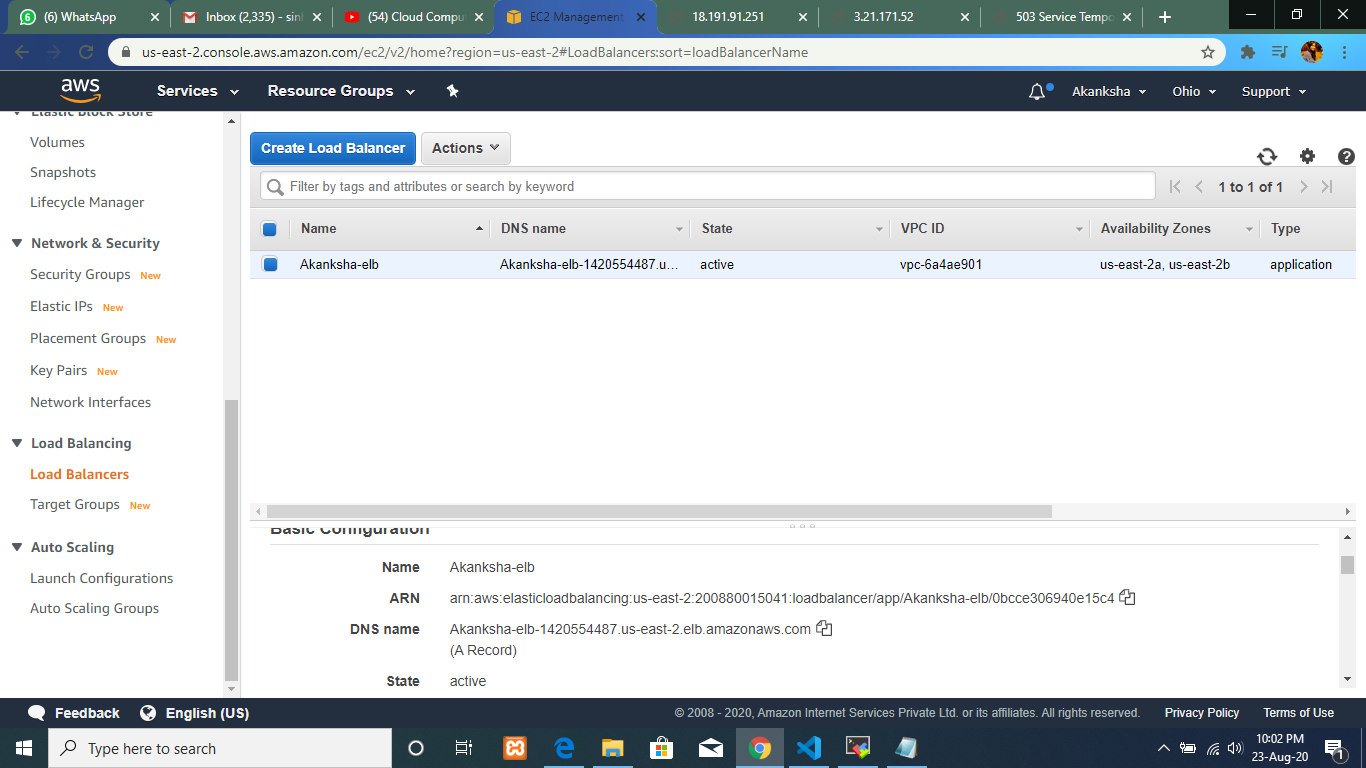 (6) WhatsApp
Inbox (2,335) - sinl
(54) Cloud Compu
EC2 Management
18.191.91.251
3.21.171.52
503 Service Tempo
us-east-2.console.aws.amazon.com/ec2/v2/home?region=us-east-2#LoadBalancers:sort=loadBalancerName
aws
Services
Resource Groups
Akanksha
Ohio
Support
Elastic Block Store
Volumes
Snapshots
Lifecycle Manager
Network & Security
Security Groups New
Elastic IPs New
Placement Groups New
Key Pairs New
Network Interfaces
Load Balancing
Load Balancers
Target Groups New
Auto Scaling
Launch Configurations
Auto Scaling Groups
Create Load Balancer
Actions
Filter by tags and attributes or search by keyword
1 to 1 of 1
Name DNS name State VPC ID Availability Zones Type
Akanksha-elb Akanksha-elb-1420554487.u... active vpc-6a4ae901 us-east-2a, us-east-2b application
Basic Configuration
Name Akanksha-elb
ARN arn:aws:elasticloadbalancing:us-east-2:200880015041:loadbalancer/app/Akanksha-elb/0bcce306940e15c4
DNS name Akanksha-elb-1420554487.us-east-2.elb.amazonaws.com
(A Record)
State active
Feedback
English (US)
© 2008 - 2020, Amazon Internet Services Private Ltd. or its affiliates. All rights reserved.
Privacy Policy
Terms of Use
Type here to search
10:02 PM
23-Aug-20
1